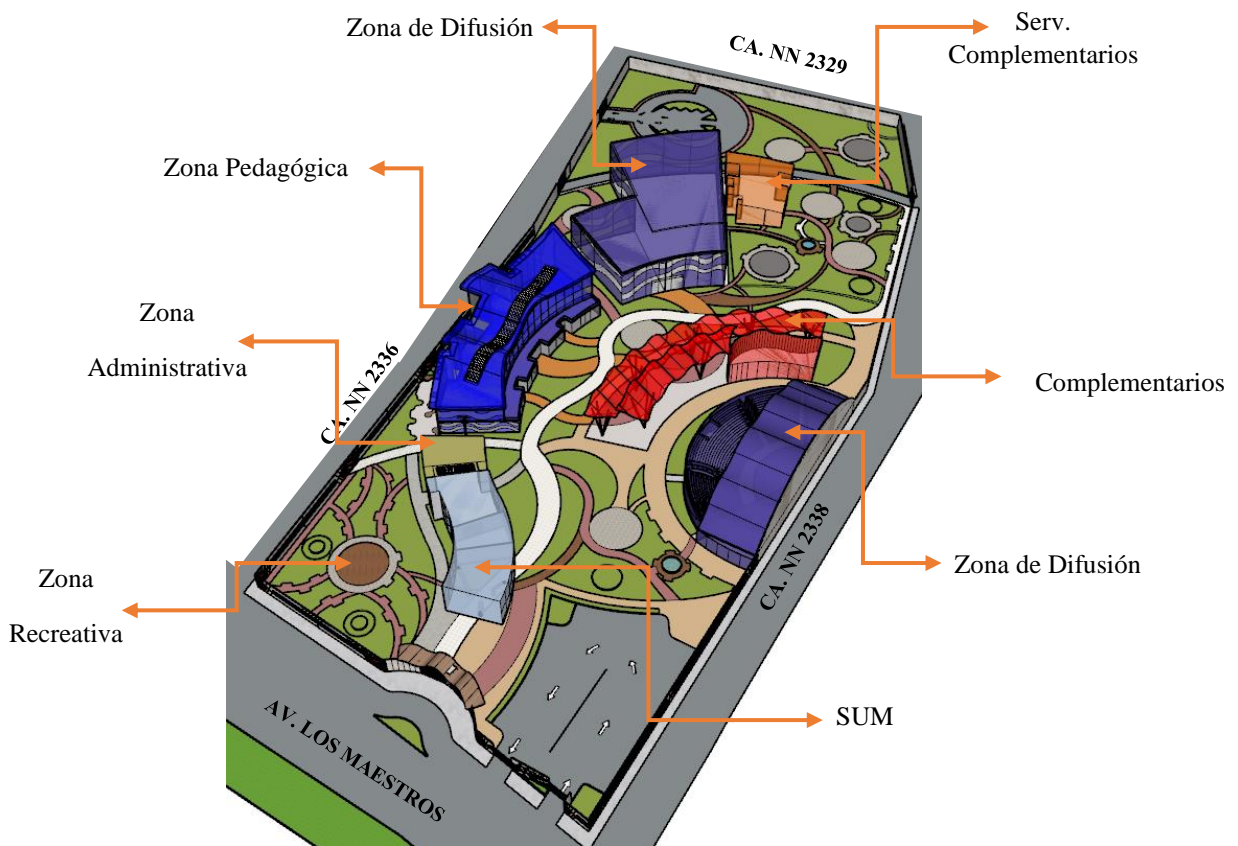 Zona de Difusión
Serv.
Complementarios
CA. NN 2329
Zona Pedagógica
Zona
Administrativa
CA. NN 2336
Complementarios
Zona de Difusión
CA. NN 2338
Zona
Recreativa
SUM
AV. LOS MAESTROS